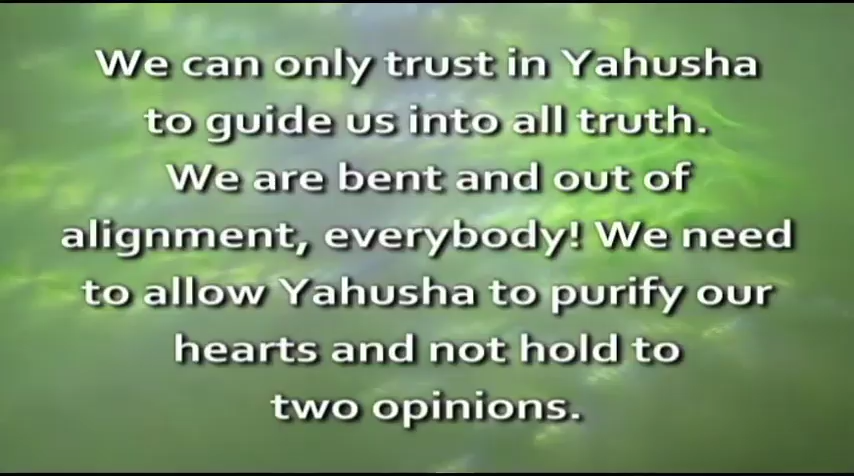 We can only trust in Yahusha
to guide us into all truth.
We are bent and out of
alignment, everybody! We need
to allow Yahusha to purify our
hearts and not hold to
two opinions.